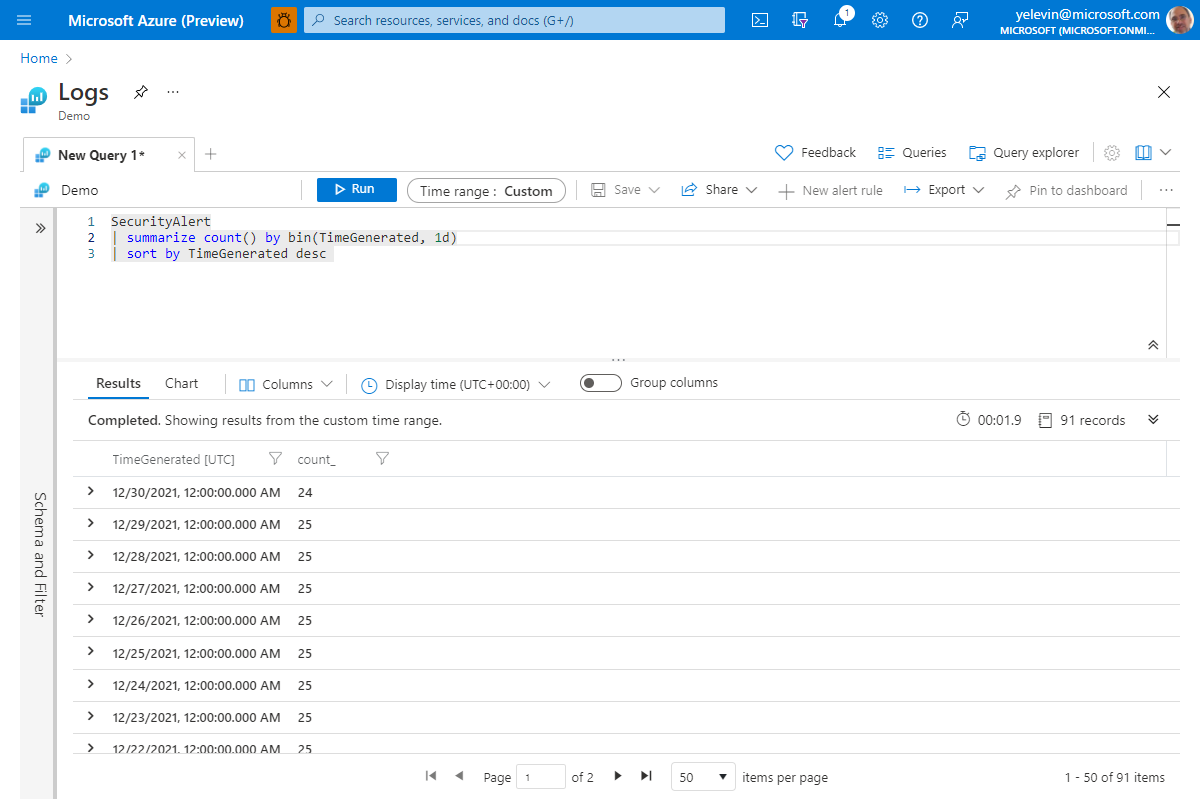 Microsoft Azure (Preview)
Search resources, services, and docs (G+/)
1
yelevin@microsoft.com
MICROSOFT (MICROSOFT.ONMI...
Home
Logs
...
Demo
New Query 1*
Feedback
Queries
Query explorer
Demo
Run
Time range : Custom
Save
Share
New alert rule
Export
Pin to dashboard
...
1 SecurityAlert
2 | summarize count() by bin(TimeGenerated, 1d)
3 | sort by TimeGenerated desc
Schema and Filter
Results
Chart
Columns
Display time (UTC+00:00)
Group columns
Completed. Showing results from the custom time range.
00:01.9
91 records
TimeGenerated [UTC]
count_
12/30/2021, 12:00:00.000 AM 24
12/29/2021, 12:00:00.000 AM 25
12/28/2021, 12:00:00.000 AM 25
12/27/2021, 12:00:00.000 AM 25
12/26/2021, 12:00:00.000 AM 25
12/25/2021, 12:00:00.000 AM 25
12/24/2021, 12:00:00.000 AM 25
12/23/2021, 12:00:00.000 AM 25
12/22/2021, 12:00:00.000 AM 25
Page 1 of 2
50 items per page
1 - 50 of 91 items